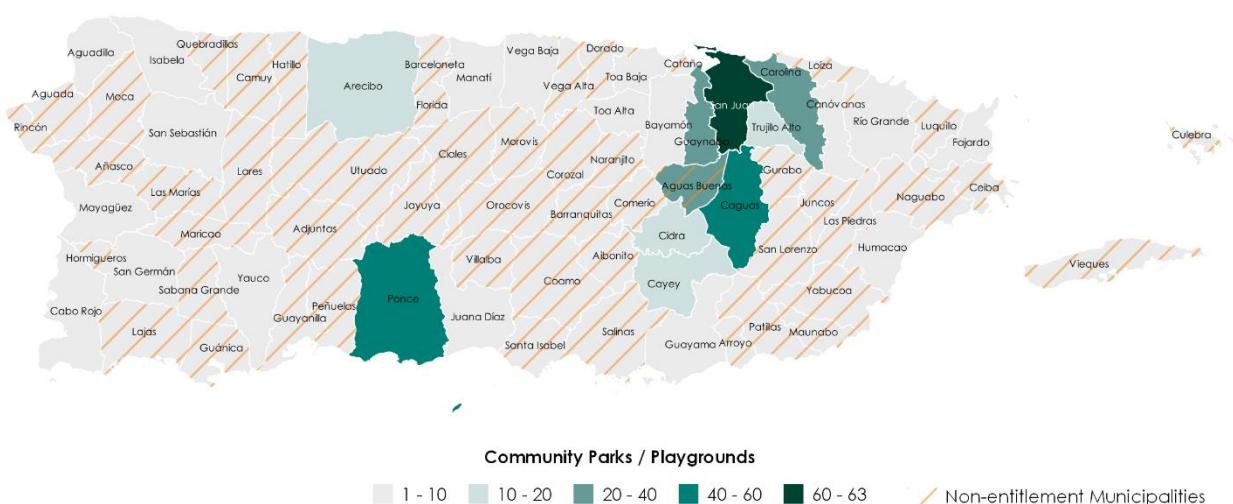 Aguadilla
Isabela
Quebradillas
Camuy
Hatillo
Arecibo
Barceloneta
Florida
Manatí
Vega Baja
Vega Alta
Dorado
Toa Baja
Toa Alta
Cataño
Bayamón
Guaynabo
San Juan
Carolina
Trujillo Alto
Loíza
Canóvanas
Río Grande
Luquillo
Fajardo
Culebra
Aguada
Moca
Rincón
San Sebastián
Añasco
Las Marías
Lares
Utuado
Ciales
Morovis
Naranjito
Corozal
Orocovis
Barranquitas
Comerío
Aguas Buenas
Caguas
Gurabo
Juncos
Las Piedras
Naguabo
Ceiba
Mayagüez
Maricao
Adjuntas
Jayuya
Cidra
San Lorenzo
Humacao
Hormigueros
San Germán
Sabana Grande
Yauco
Villalba
Aibonito
Coamo
Cayey
Vieques
Yabucoa
Cabo Rojo
Lajas
Guánica
Guayanilla
Peñuelas
Ponce
Juana Díaz
Santa Isabel
Salinas
Guayama
Arroyo
Patillas
Maunabo
Community Parks / Playgrounds
1 - 10
10 - 20
20 - 40
40 - 60
60 - 63
Non-entitlement Municipalities